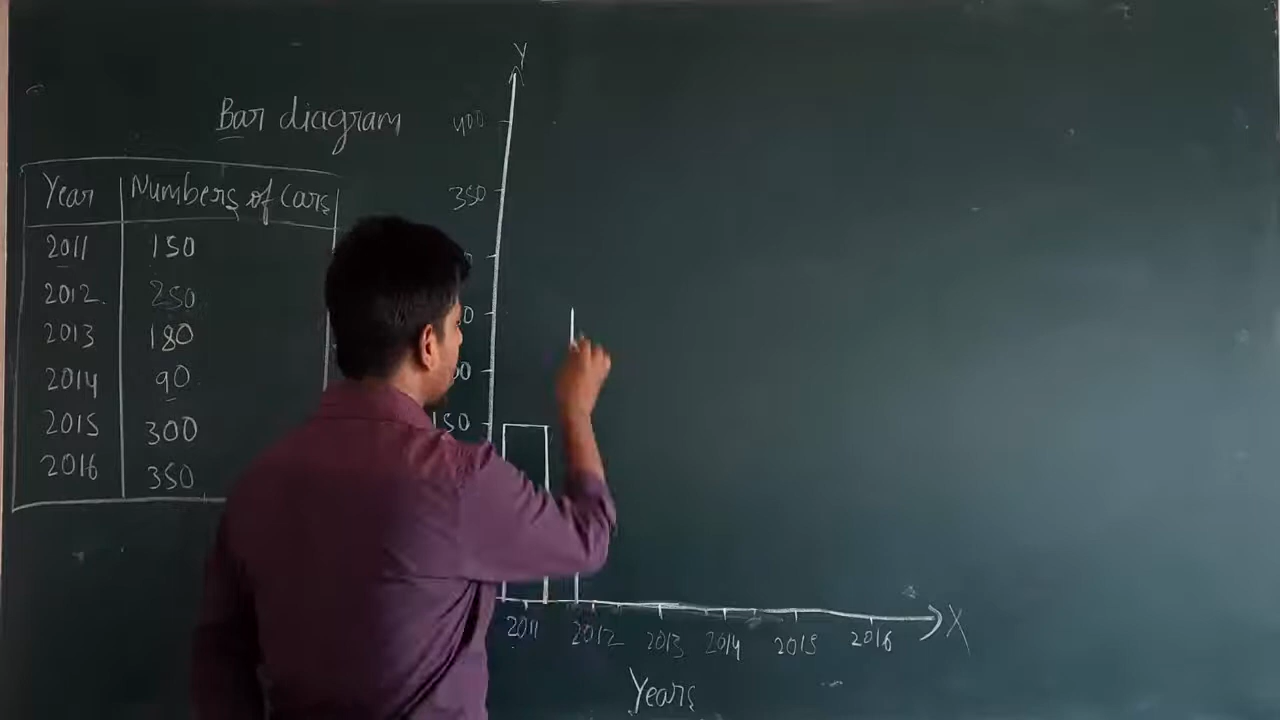 Bar diagram
Year Numbers of Cars
2011 150
2012 250
2013 180
2014 90
2015 300
2016 350
Y
400
350
150
2011 2012 2013 2014 2015 2016 X
Years